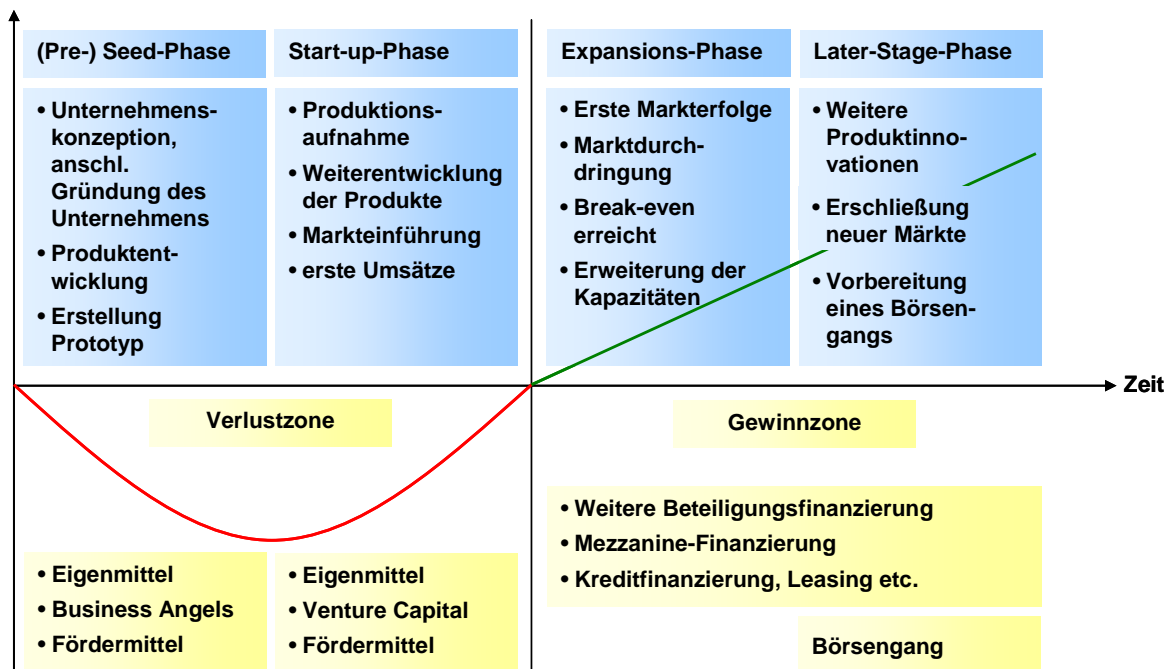 (Pre-) Seed-Phase
• Unternehmens-
konzeption,
anschl.
Gründung des
Unternehmens
• Produktent-
wicklung
• Erstellung
Prototyp
Start-up-Phase
• Produktions-
aufnahme
• Weiterentwicklung
der Produkte
• Markteinführung
• erste Umsätze
Expansions-Phase
• Erste Markterfolge
• Marktdurch-
dringung
• Break-even
erreicht
• Erweiterung der
Kapazitäten
Later-Stage-Phase
• Weitere
Produktinno-
vationen
• Erschließung
neuer Märkte
• Vorbereitung
eines Börsen-
gangs
Zeit
Verlustzone
Gewinnzone
• Eigenmittel
• Business Angels
• Fördermittel
• Eigenmittel
• Venture Capital
• Fördermittel
• Weitere Beteiligungsfinanzierung
• Mezzanine-Finanzierung
• Kreditfinanzierung, Leasing etc.
Börsengang